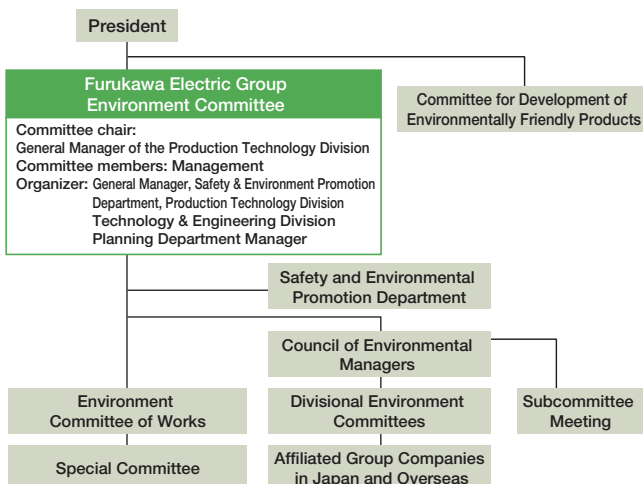 President
Furukawa Electric Group
Environment Committee
Committee chair:
General Manager of the Production Technology Division
Committee members: Management
Organizer: General Manager, Safety & Environment Promotion
Department, Production Technology Division
Technology & Engineering Division
Planning Department Manager
Committee for Development of
Environmentally Friendly Products
Safety and Environmental
Promotion Department
Council of Environmental
Managers
Environment
Committee of Works
Divisional Environment
Committees
Subcommittee
Meeting
Special Committee
Affiliated Group Companies
in Japan and Overseas